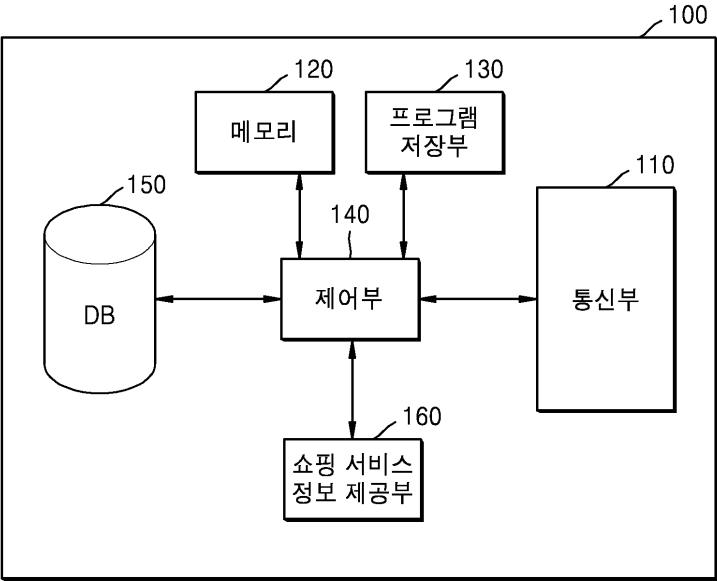 100
120
130
메모리
프로그램
저장부
150
110
140
DB
제어부
통신부
160
쇼핑 서비스
정보 제공부